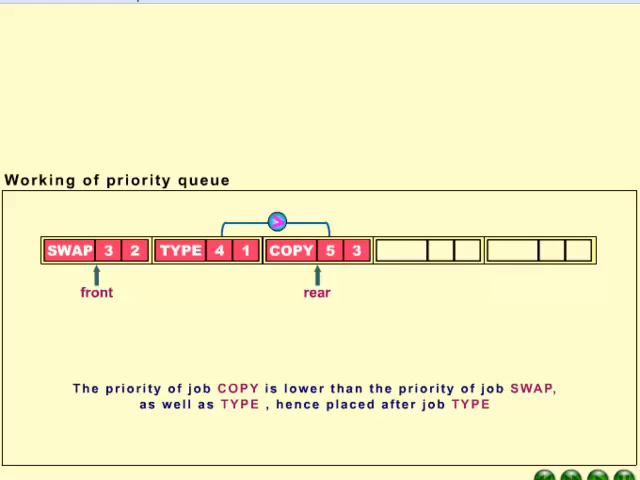 Working of priority queue
>
SWAP 3 2 TYPE 4 1 COPY 5 3
front rear
The priority of job COPY is lower than the priority of job SWAP,
as well as TYPE , hence placed after job TYPE